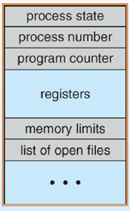 process state
process number
program counter
registers
memory limits
list of open files
• • •